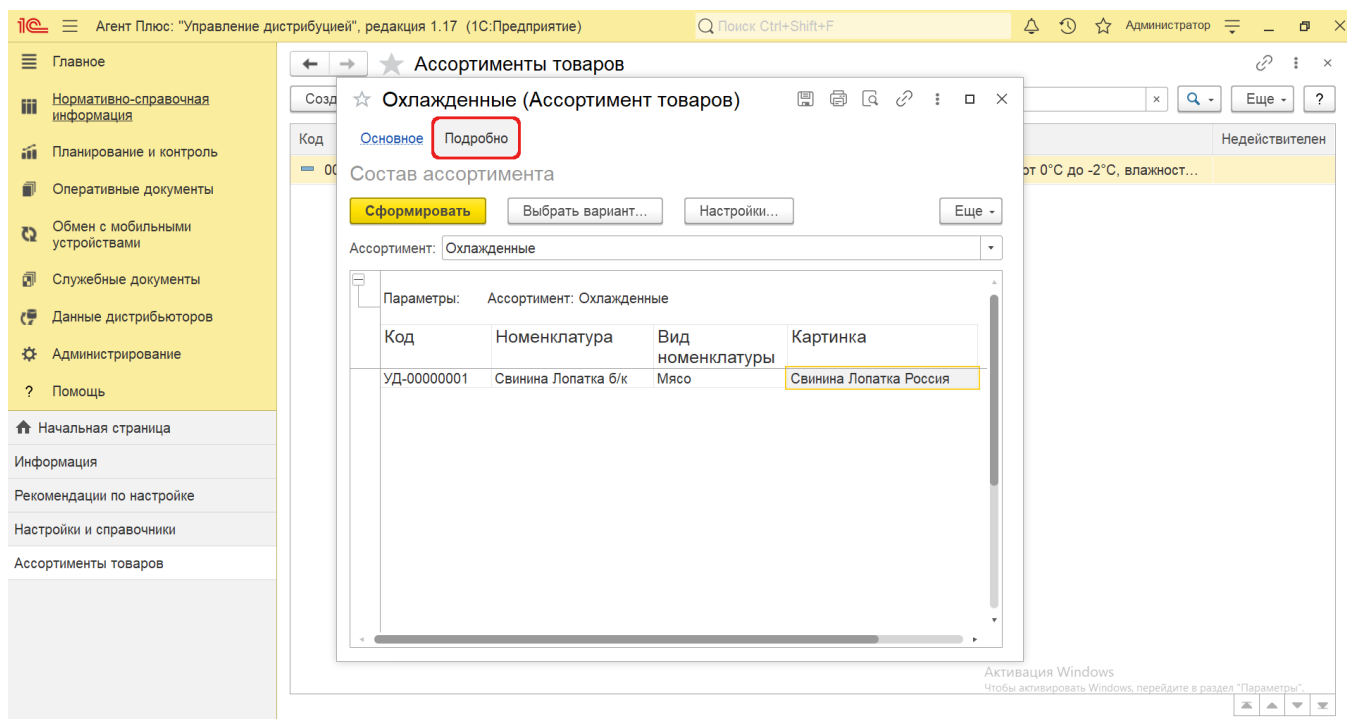 1С Агент Плюс: "Управление дистрибуцией", редакция 1.17 (1С:Предприятие) Поиск Ctrl+Shift+F Администратор
Главное
Нормативно-справочная
информация
Планирование и контроль
Оперативные документы
Обмен с мобильными
устройствами
Служебные документы
Данные дистрибьюторов
Администрирование
? Помощь
Начальная страница
Информация
Рекомендации по настройке
Настройки и справочники
Ассортименты товаров
Ассортименты товаров
Созд Еще ?
Код Недействителен
00 от 0°C до -2°C, влажност...
Охлажденные (Ассортимент товаров)
Основное Подробно
Состав ассортимента
Сформировать Выбрать вариант... Настройки... Еще
Ассортимент: Охлажденные
Параметры: Ассортимент: Охлажденные
Код Номенклатура Вид номенклатуры Картинка
УД-00000001 Свинина Лопатка б/к Мясо Свинина Лопатка Россия
Активация Windows
Чтобы активировать Windows, перейдите в раздел "Параметры".